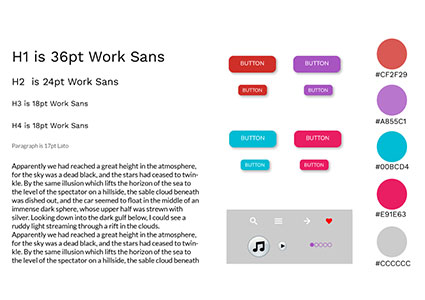 H1 is 36pt Work Sans
H2 is 24pt Work Sans
H3 is 18pt Work Sans
H4 is 18pt Work Sans
Paragraph is 17pt Lato
Apparently we had reached a great height in the atmosphere,
for the sky was a dead black, and the stars had ceased to twin-
kle. By the same illusion which lifts the horizon of the sea to
the level of the spectator on a hillside, the sable cloud beneath
was dished out, and the car seemed to float in the middle of an
immense dark sphere, whose upper half was strewn with
silver. Looking down into the dark gulf below, I could see a
ruddy light streaming through a rift in the clouds.
Apparently we had reached a great height in the atmosphere,
for the sky was a dead black, and the stars had ceased to twin-
kle. By the same illusion which lifts the horizon of the sea to
the level of the spectator on a hillside, the sable cloud beneath
BUTTON
BUTTON
BUTTON
BUTTON
BUTTON
BUTTON
BUTTON
BUTTON
#CF2F29
#A855C1
#00BCD4
#E91E63
#CCCCCC